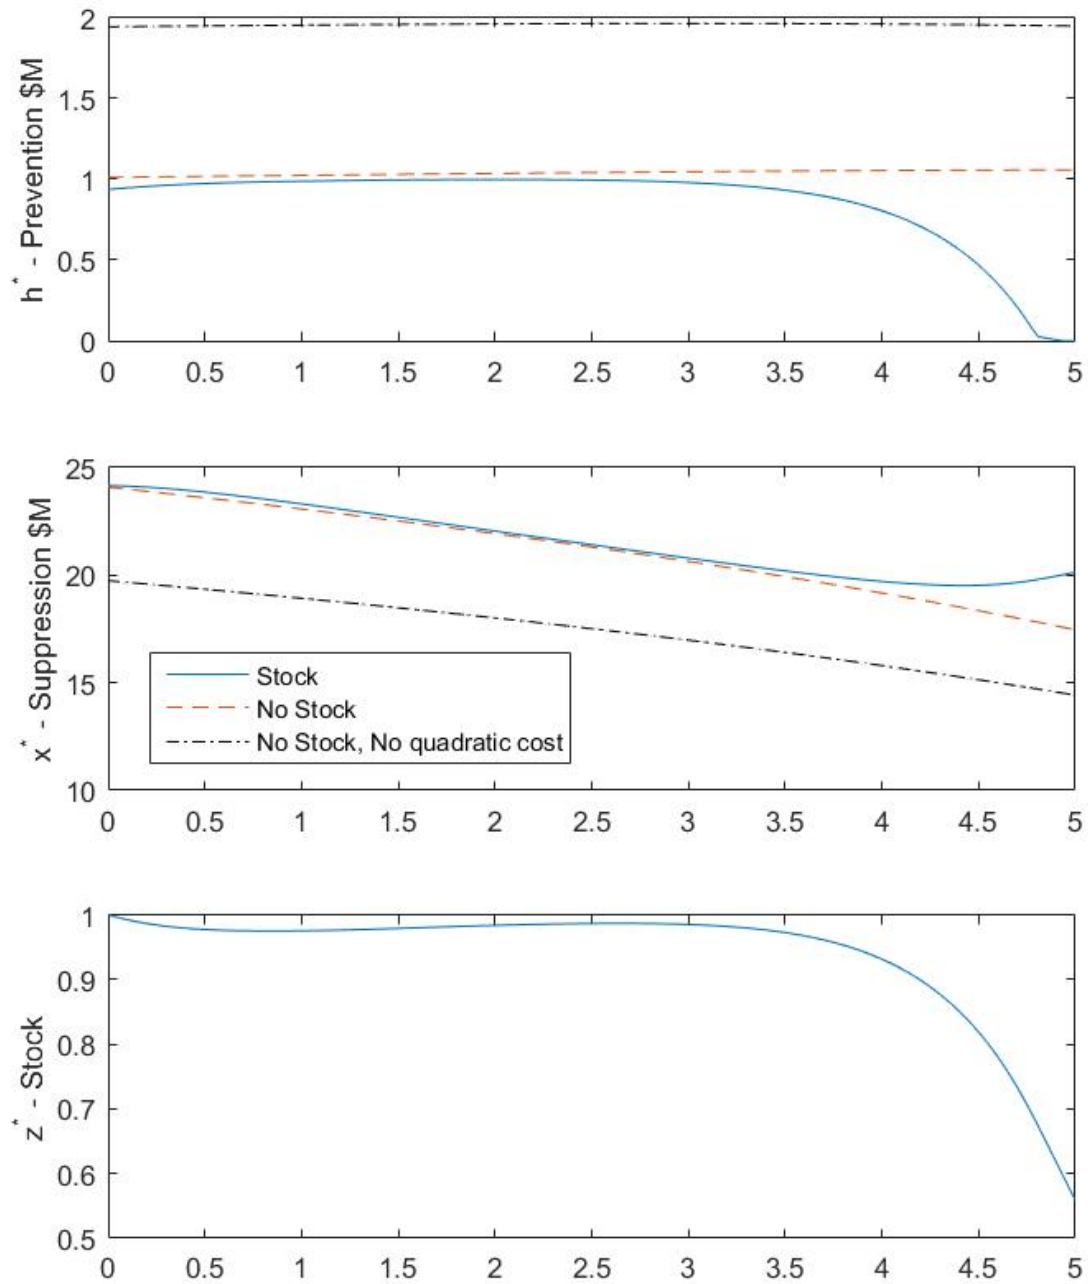 2
1.5
1
0.5
0
h* - Prevention $M
0 0.5 1 1.5 2 2.5 3 3.5 4 4.5 5
25
20
15
10
x* - Suppression $M
Stock
No Stock
No Stock, No quadratic cost
0 0.5 1 1.5 2 2.5 3 3.5 4 4.5 5
1
0.9
0.8
0.7
0.6
0.5
z* - Stock
0 0.5 1 1.5 2 2.5 3 3.5 4 4.5 5